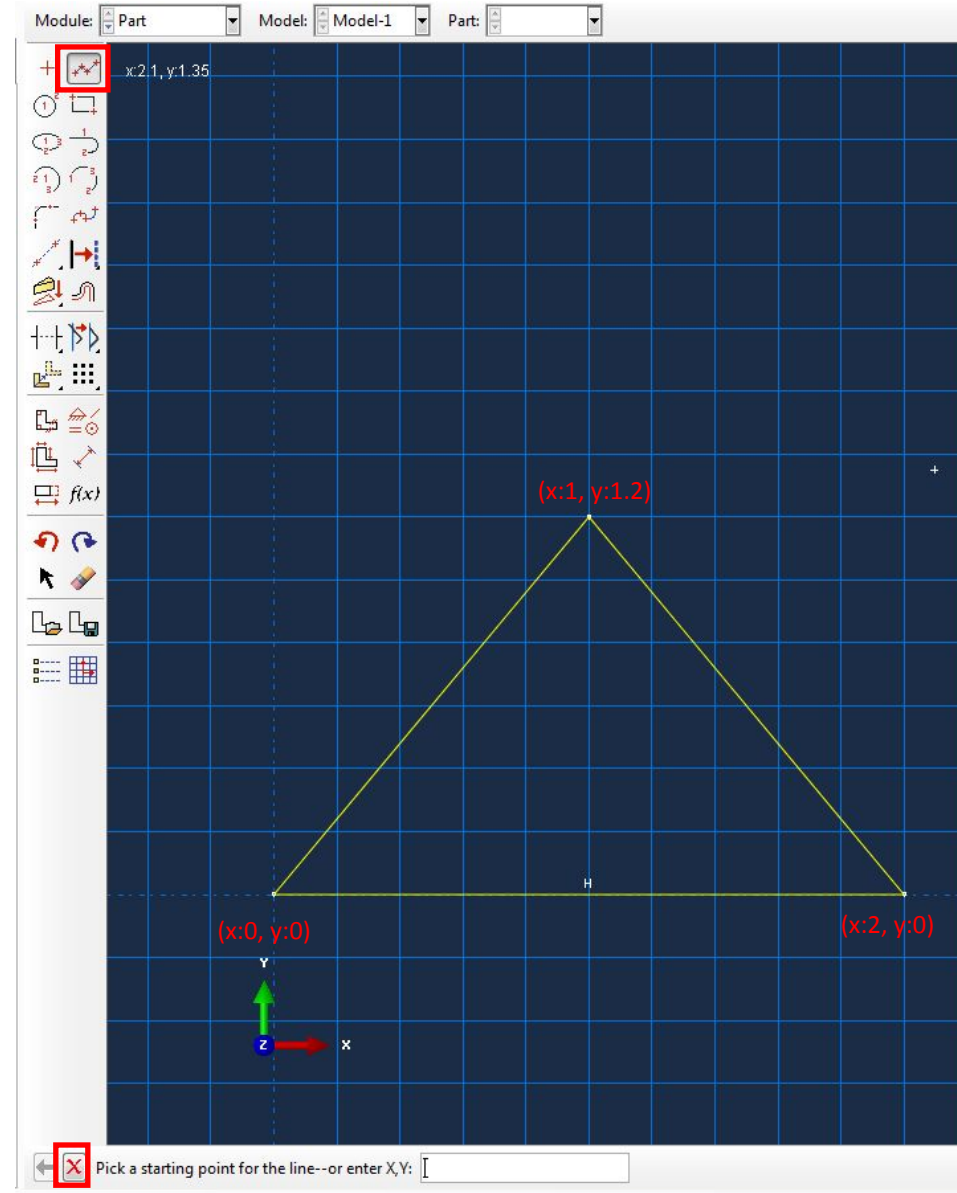 Module: Part Model: Model-1 Part:
x:2.1, y:1.35
f(x)
(x:1, y:1.2)
H
(x:0, y:0)
(x:2, y:0)
Y
Z X
X Pick a starting point for the line--or enter X,Y: